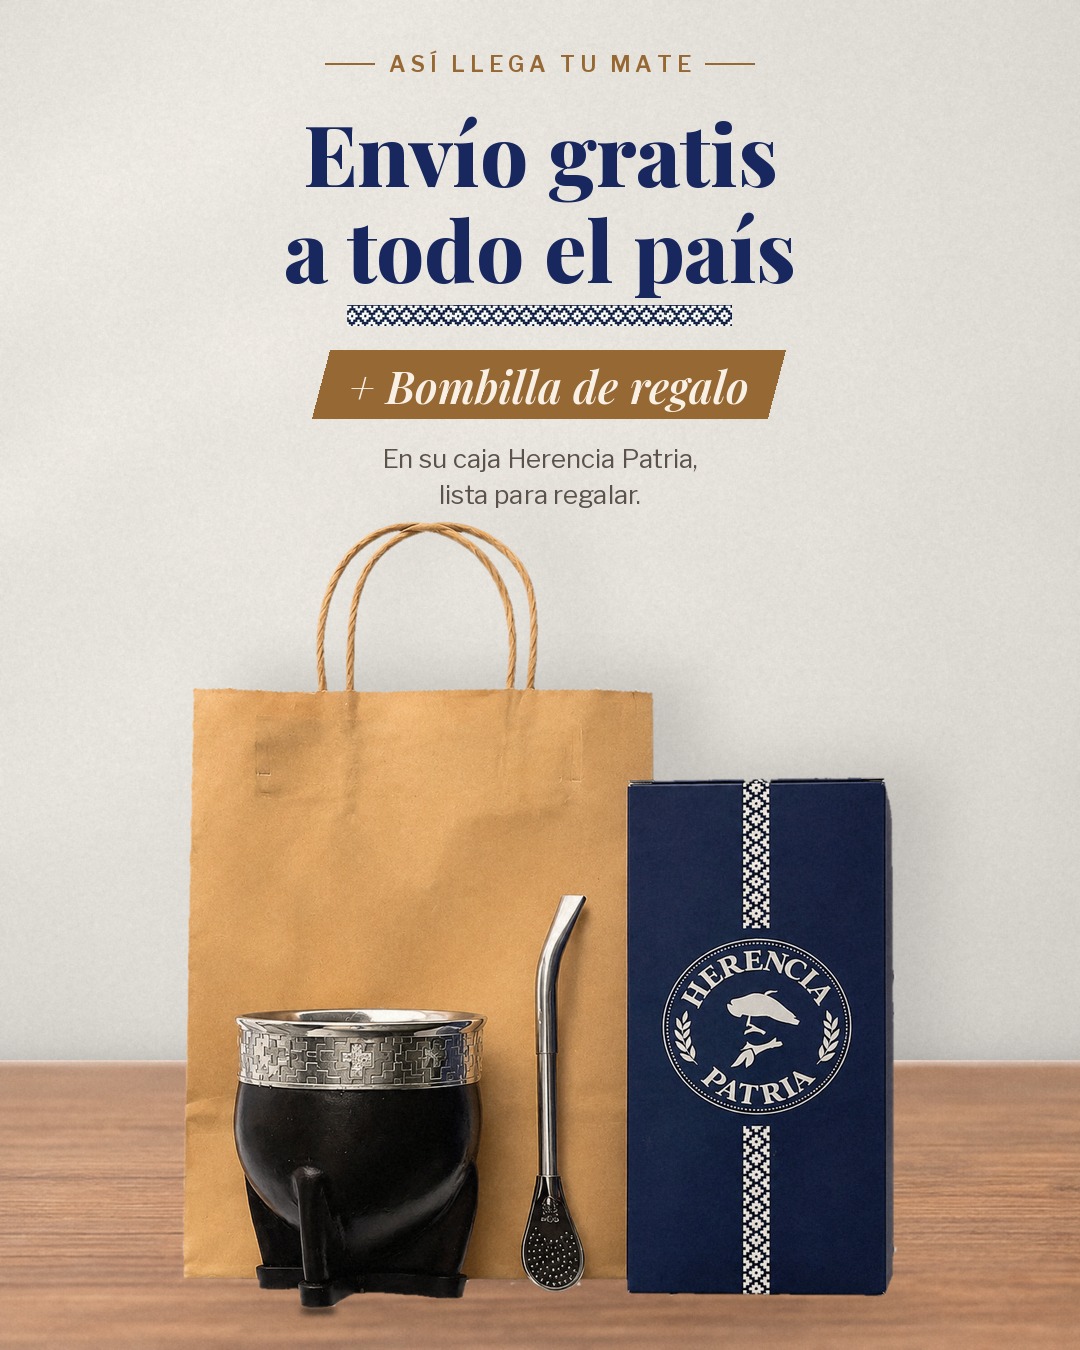 ASÍ LLEGA TU MATE
Envío gratis
a todo el país
+ Bombilla de regalo
En su caja Herencia Patria,
lista para regalar.
HERENCIA
PATRIA